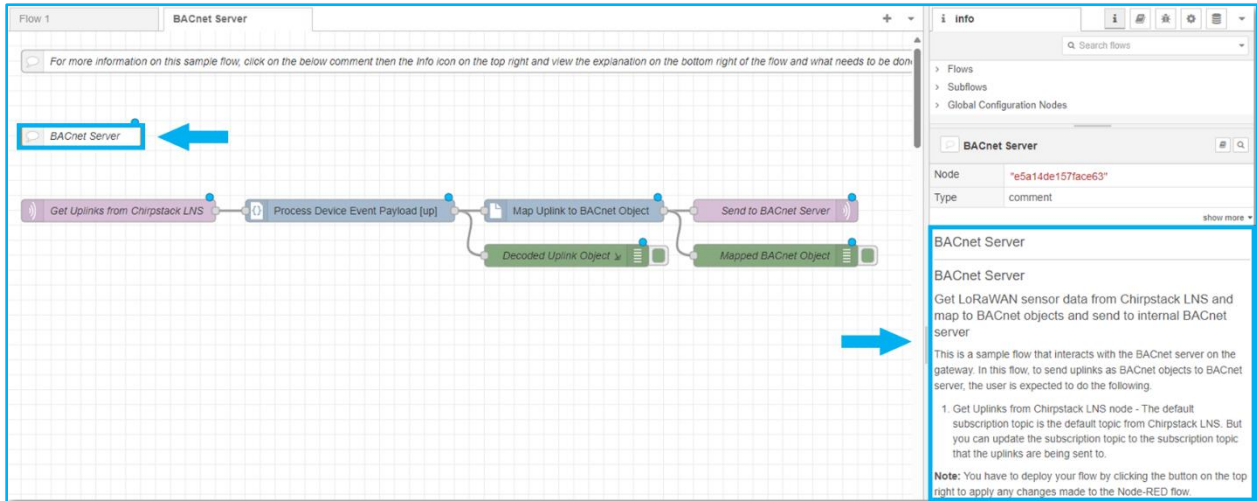 Flow 1
BACnet Server
For more information on this sample flow, click on the below comment then the Info icon on the top right and view the explanation on the bottom right of the flow and what needs to be don
BACnet Server
Get Uplinks from Chirpstack LNS
Process Device Event Payload [up]
Map Uplink to BACnet Object
Send to BACnet Server
Decoded Uplink Object
Mapped BACnet Object
i info
i
Search flows
> Flows
> Subflows
> Global Configuration Nodes
BACnet Server
Node "e5a14de157face63"
Type comment
show more
BACnet Server
BACnet Server
Get LoRaWAN sensor data from Chirpstack LNS and
map to BACnet objects and send to internal BACnet
server
This is a sample flow that interacts with the BACnet server on the
gateway. In this flow, to send uplinks as BACnet objects to BACnet
server, the user is expected to do the following.
1. Get Uplinks from Chirpstack LNS node - The default
subscription topic is the default topic from Chirpstack LNS. But
you can update the subscription topic to the subscription topic
that the uplinks are being sent to.
Note: You have to deploy your flow by clicking the button on the top
right to apply any changes made to the Node-RED flow.